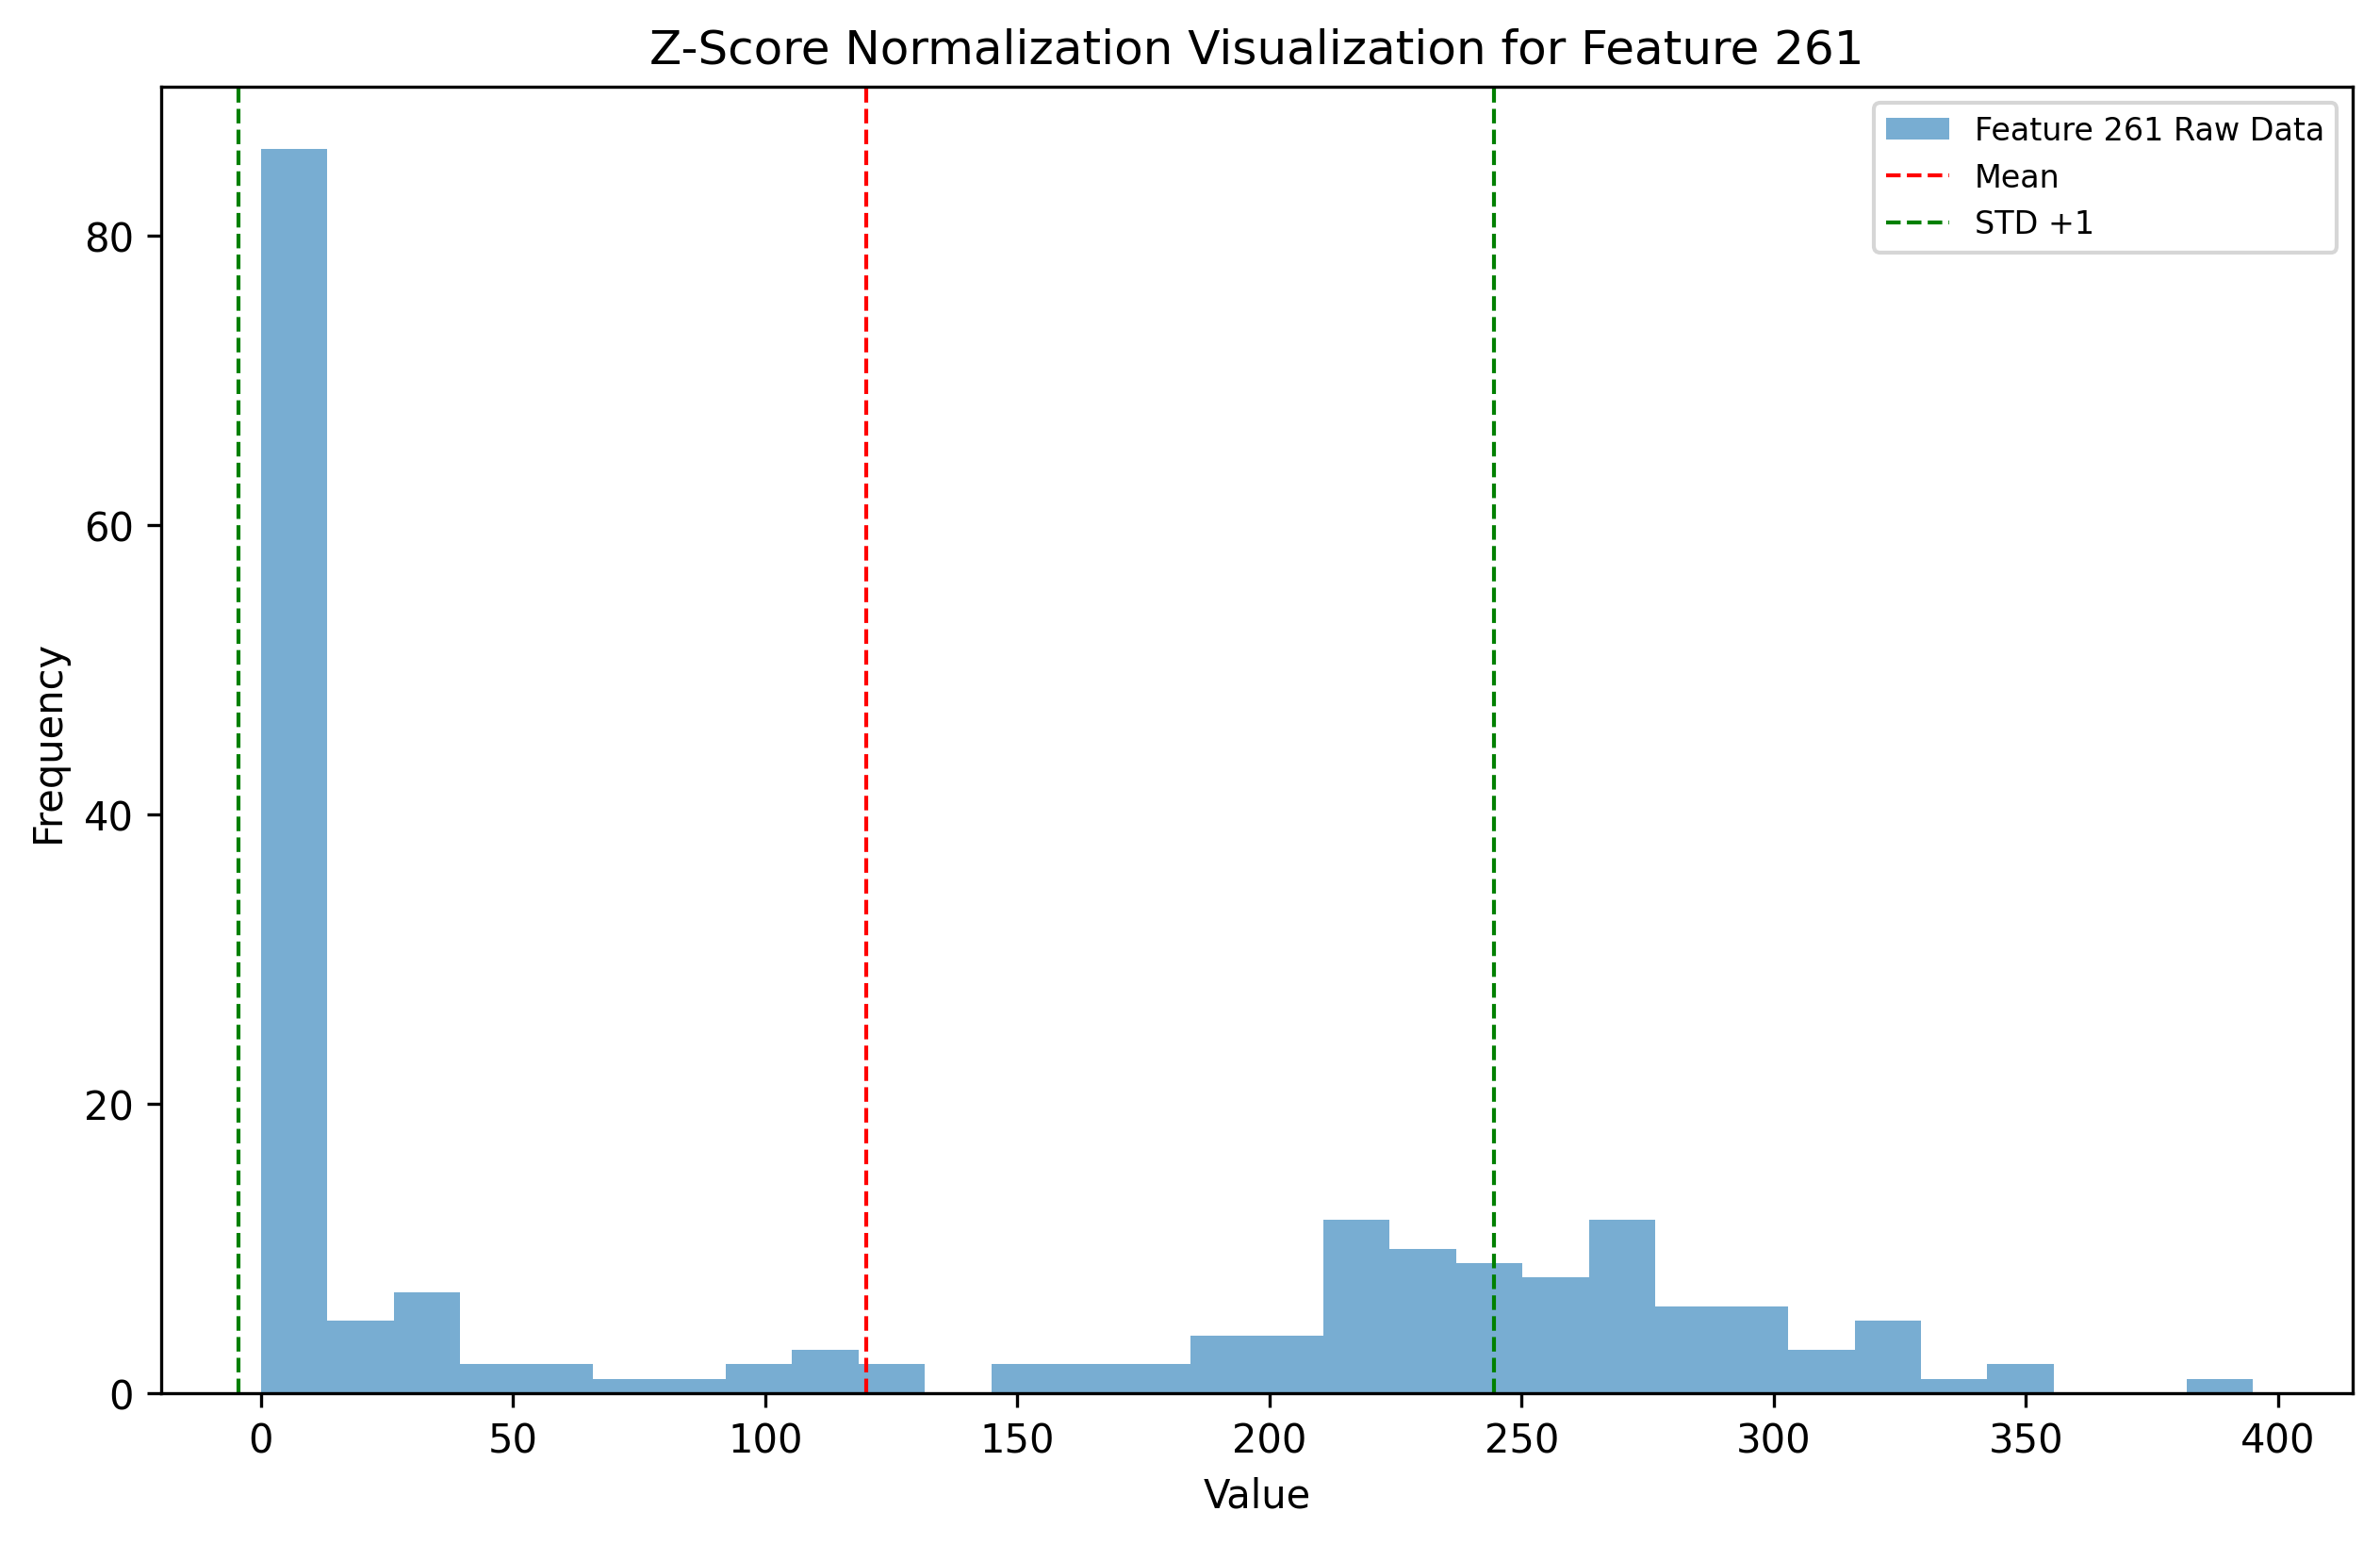 Z-Score Normalization Visualization for Feature 261
Feature 261 Raw Data
Mean
STD +1
80
60
40
20
0
Frequency
0 50 100 150 200 250 300 350 400
Value